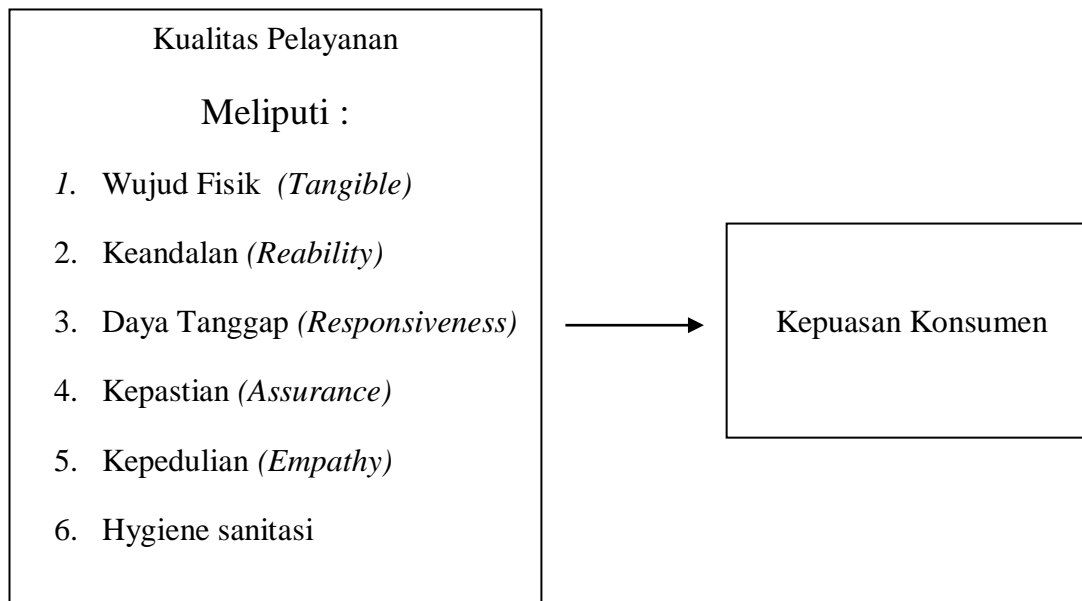 Kualitas Pelayanan
Meliputi :
1. Wujud Fisik (Tangible)
2. Keandalan (Reability)
3. Daya Tanggap (Responsiveness)
4. Kepastian (Assurance)
5. Kepedulian (Empathy)
6. Hygiene sanitasi
Kepuasan Konsumen